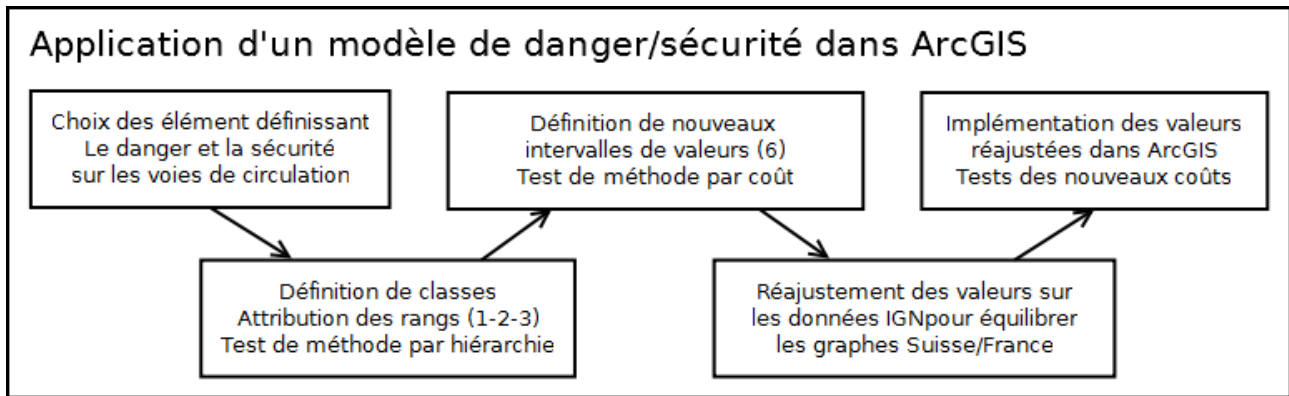 Application d'un modèle de danger/sécurité dans ArcGIS
Choix des élément définissant
Le danger et la sécurité
sur les voies de circulation
Définition de classes
Attribution des rangs (1-2-3)
Test de méthode par hiérarchie
Définition de nouveaux
intervalles de valeurs (6)
Test de méthode par coût
Réajustement des valeurs sur
les données IGNpour équilibrer
les graphes Suisse/France
Implémentation des valeurs
réajustées dans ArcGIS
Tests des nouveaux coûts